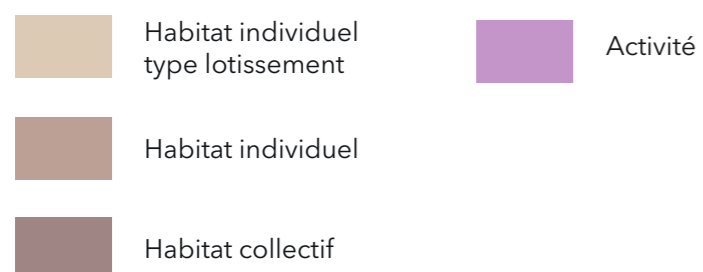 Habitat individuel
type lotissement
Habitat individuel
Habitat collectif
Activité